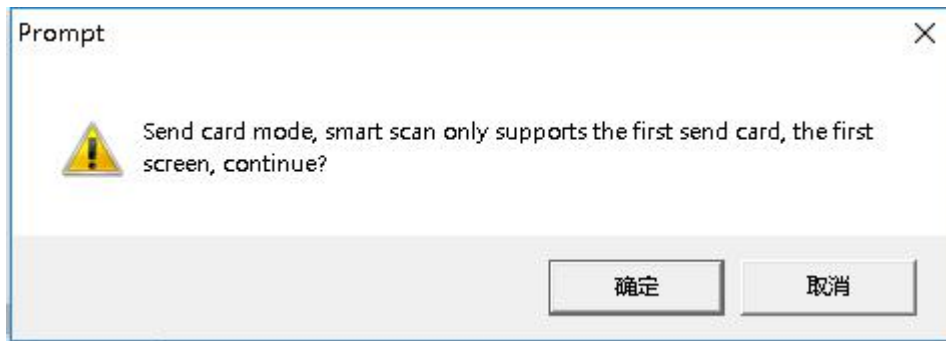 Prompt
Send card mode, smart scan only supports the first send card, the first
screen, continue?
确定
取消